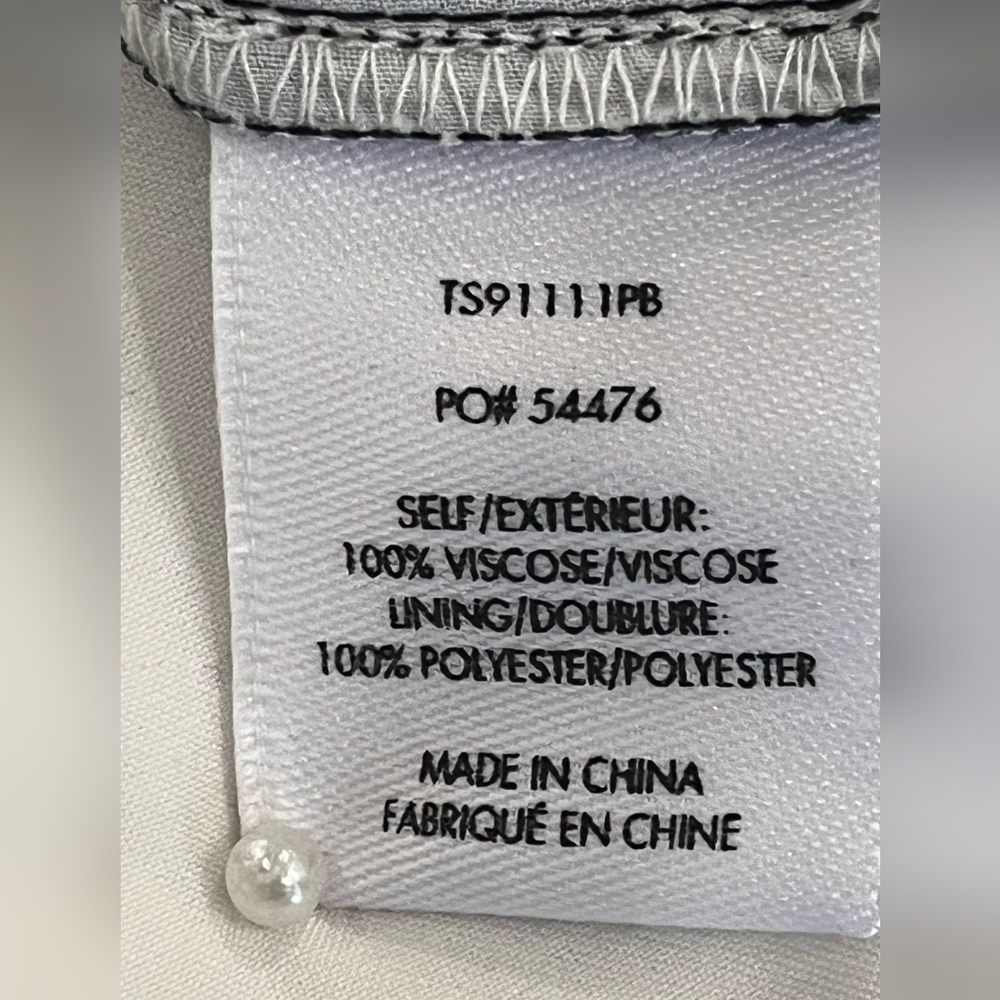 TS91111PB
PO# 54476
SELF/EXTÉRIEUR:
100% VISCOSE/VISCOSE
LINING/DOUBLURE:
100% POLYESTER/POLYESTER
MADE IN CHINA
FABRIQUÉ EN CHINE